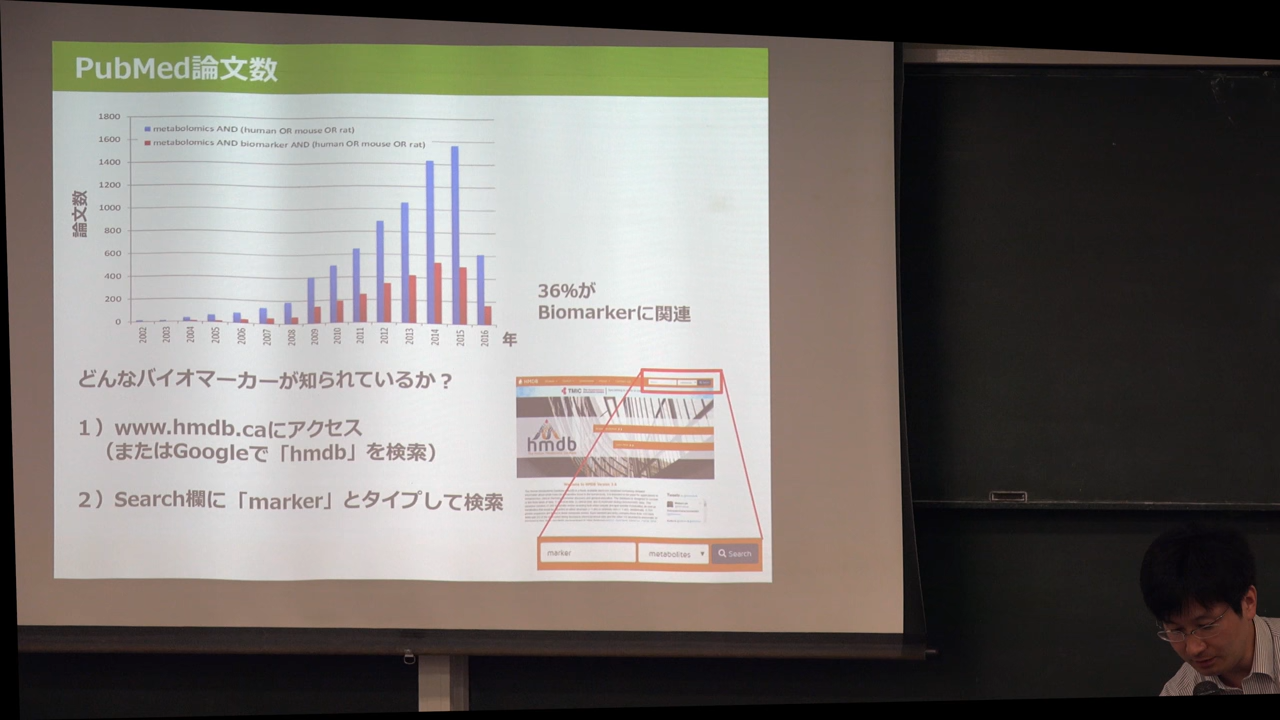 PubMed論文数
1800
1600
1400
1200
1000
800
600
400
200
0
論文数
metabolomics AND (human OR mouse OR rat)
metabolomics AND biomarker AND (human OR mouse OR rat)
2002
2003
2004
2005
2006
2007
2008
2009
2010
2011
2012
2013
2014
2015
2016
年
36%が
Biomarkerに関連
どんなバイオマーカーが知られているか？
1）www.hmdb.caにアクセス
（またはGoogleで「hmdb」を検索）
2）Search欄に「marker」とタイプして検索
HMDB
TMIC
hmdb
marker
metabolites
Search